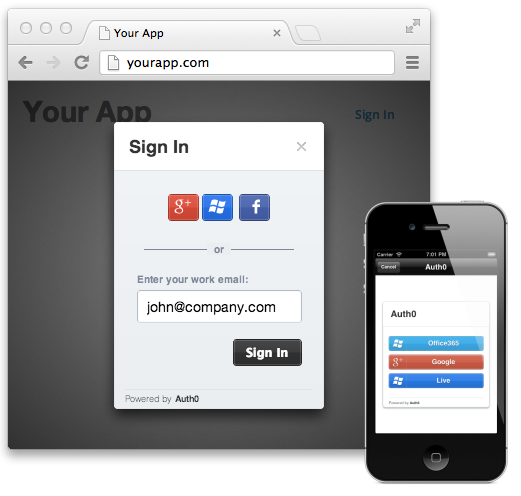 Your App
yourapp.com
Your App
Sign In
Sign In
g+
f
or
Enter your work email:
john@company.com
Sign In
Powered by Auth0
Carrier
7:01 PM
Cancel
Auth0
Auth0
Office365
g+ Google
Live
Powered by Auth0